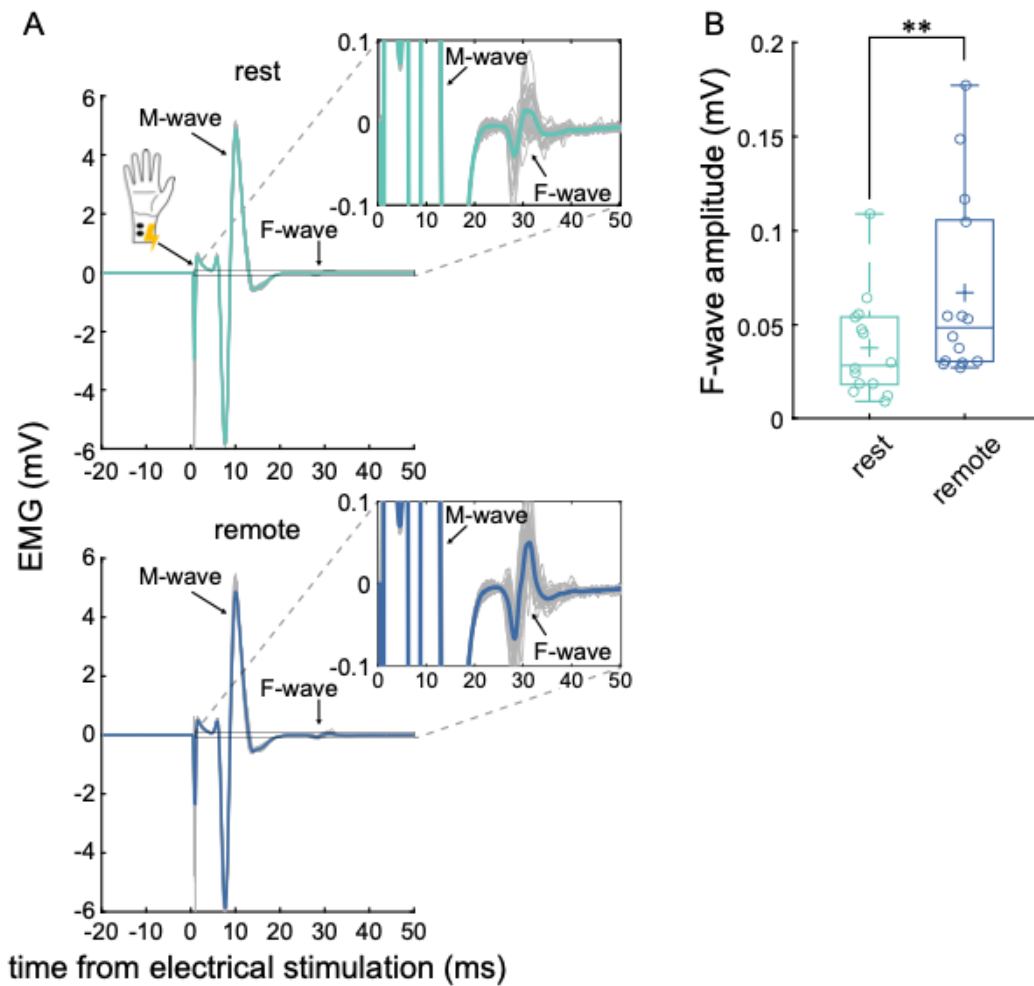 A
rest
6
4
2
0
-2
-4
-6
M-wave
F-wave
-20 -10 0 10 20 30 40 50
0.1
0
-0.1
M-wave
F-wave
0 10 20 30 40 50
EMG (mV)
remote
6
4
2
0
-2
-4
-6
M-wave
F-wave
-20 -10 0 10 20 30 40 50
0.1
0
-0.1
M-wave
F-wave
0 10 20 30 40 50
time from electrical stimulation (ms)
B
**
F-wave amplitude (mV)
0.2
0.15
0.1
0.05
0
rest
remote